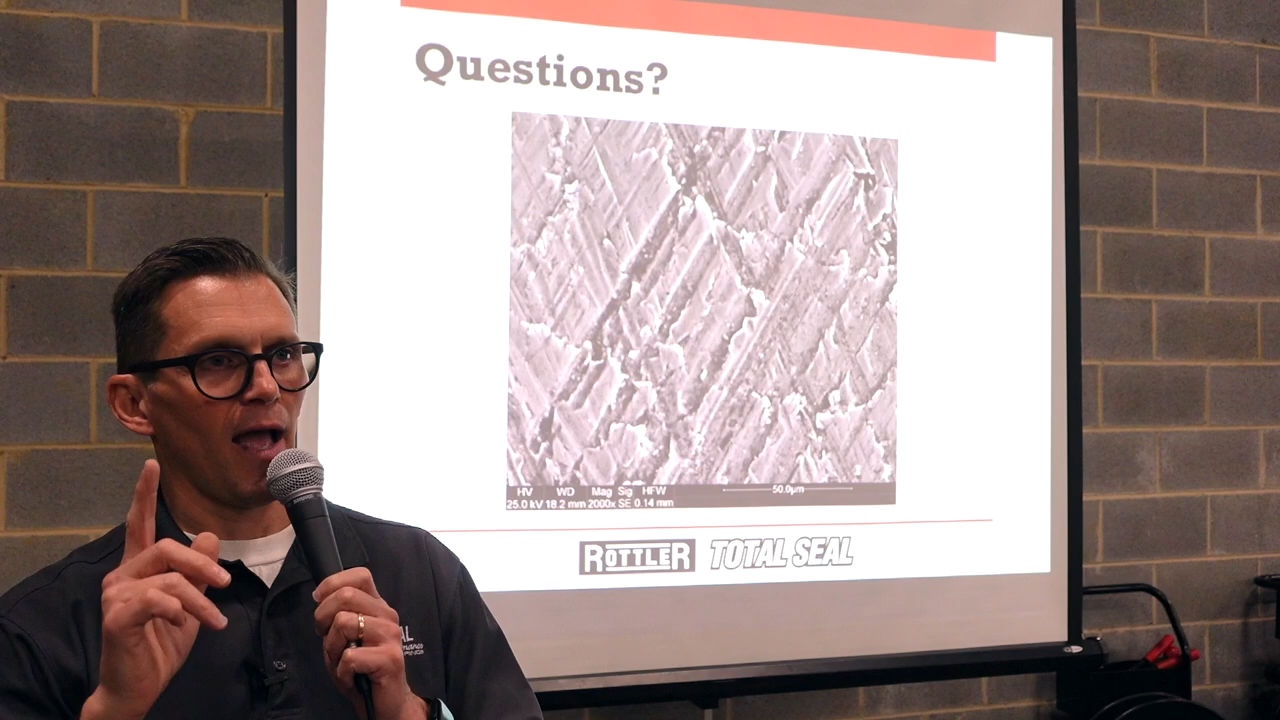 Questions?
HV WD Mag Sig HFW 50.0µm
25.0 kV 18.2 mm 2000x SE 0.14 mm
ROTTLER TOTAL SEAL
AL